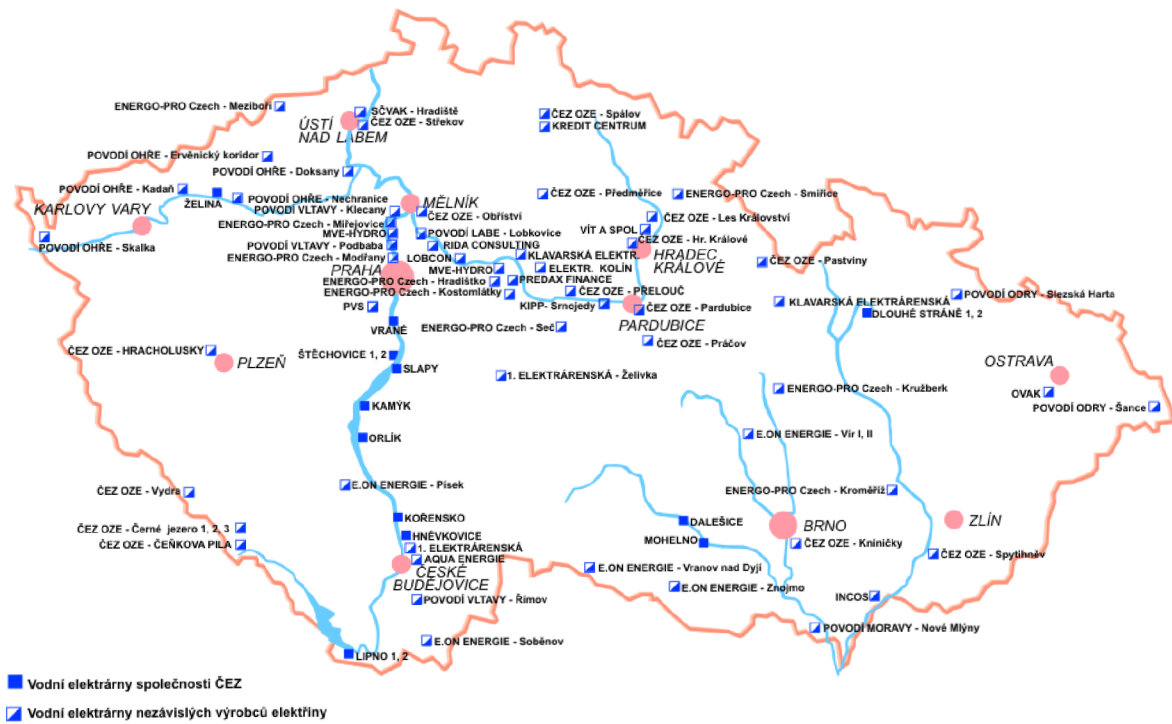 ENERGO-PRO Czech - Meziboří
SČVAK - Hradiště
ČEZ OZE - Střekov
ÚSTÍ
NAD LABEM
ČEZ OZE - Spálov
KREDIT CENTRUM
POVODÍ OHŘE - Ervěnický koridor
POVODÍ OHŘE - Doksany
POVODÍ OHŘE - Kadaň
ŽELINA
POVODÍ OHŘE - Nechranice
KARLOVY VARY
POVODÍ OHŘE - Skalka
MĚLNÍK
POVODÍ VLTAVY - Klecany
ČEZ OZE - Obříství
ENERGO-PRO Czech - Miřejovice
MVE-HYDRO
POVODÍ LABE - Lobkovice
POVODÍ VLTAVY - Podbaba
RIDA CONSULTING
ENERGO-PRO Czech - Modřany
LOBCON
PRAHA
ČEZ OZE - Předměřice
ENERGO-PRO Czech - Smiřice
ČEZ OZE - Les Království
VÍT A SPOL
ČEZ OZE - Hr. Králové
HRADEC
KRÁLOVÉ
KLAVARSKÁ ELEKTR.
MVE-HYDRO
ELEKTR. KOLÍN
ENERGO-PRO Czech - Hradištko
PREDAX FINANCE
ENERGO-PRO Czech - Kostomlátky
ČEZ OZE - PŘELOUČ
KIPP- Srnojedy
ČEZ OZE - Pardubice
PARDUBICE
PVS
VRANÉ
ENERGO-PRO Czech - Seč
ČEZ OZE - Práčov
ČEZ OZE - Pastviny
KLAVARSKÁ ELEKTRÁRENSKÁ
POVODÍ ODRY - Slezská Harta
DLOUHÉ STRÁNĚ 1, 2
ČEZ OZE - HRACHOLUSKY
PLZEŇ
ŠTĚCHOVICE 1, 2
SLAPY
1. ELEKTRÁRENSKÁ - Želivka
OSTRAVA
OVAK
POVODÍ ODRY - Šance
ENERGO-PRO Czech - Kružberk
KAMÝK
ORLÍK
E.ON ENERGIE - Vír I, II
ČEZ OZE - Vydra
E.ON ENERGIE - Písek
ENERGO-PRO Czech - Kroměříž
KOŘENSKO
DALEŠICE
BRNO
ZLÍN
ČEZ OZE - Černé jezero 1, 2, 3
HNĚVKOVICE
MOHELNO
ČEZ OZE - Kníničky
ČEZ OZE - ČEŇKOVA PILA
1. ELEKTRÁRENSKÁ
AQUA ENERGIE
ČEZ OZE - Spytihněv
ČESKÉ
BUDĚJOVICE
E.ON ENERGIE - Vranov nad Dyjí
E.ON ENERGIE - Znojmo
POVODÍ VLTAVY - Římov
INCOS
E.ON ENERGIE - Soběnov
POVODÍ MORAVY - Nové Mlýny
LIPNO 1, 2
Vodní elektrárny společnosti ČEZ
Vodní elektrárny nezávislých výrobců elektřiny